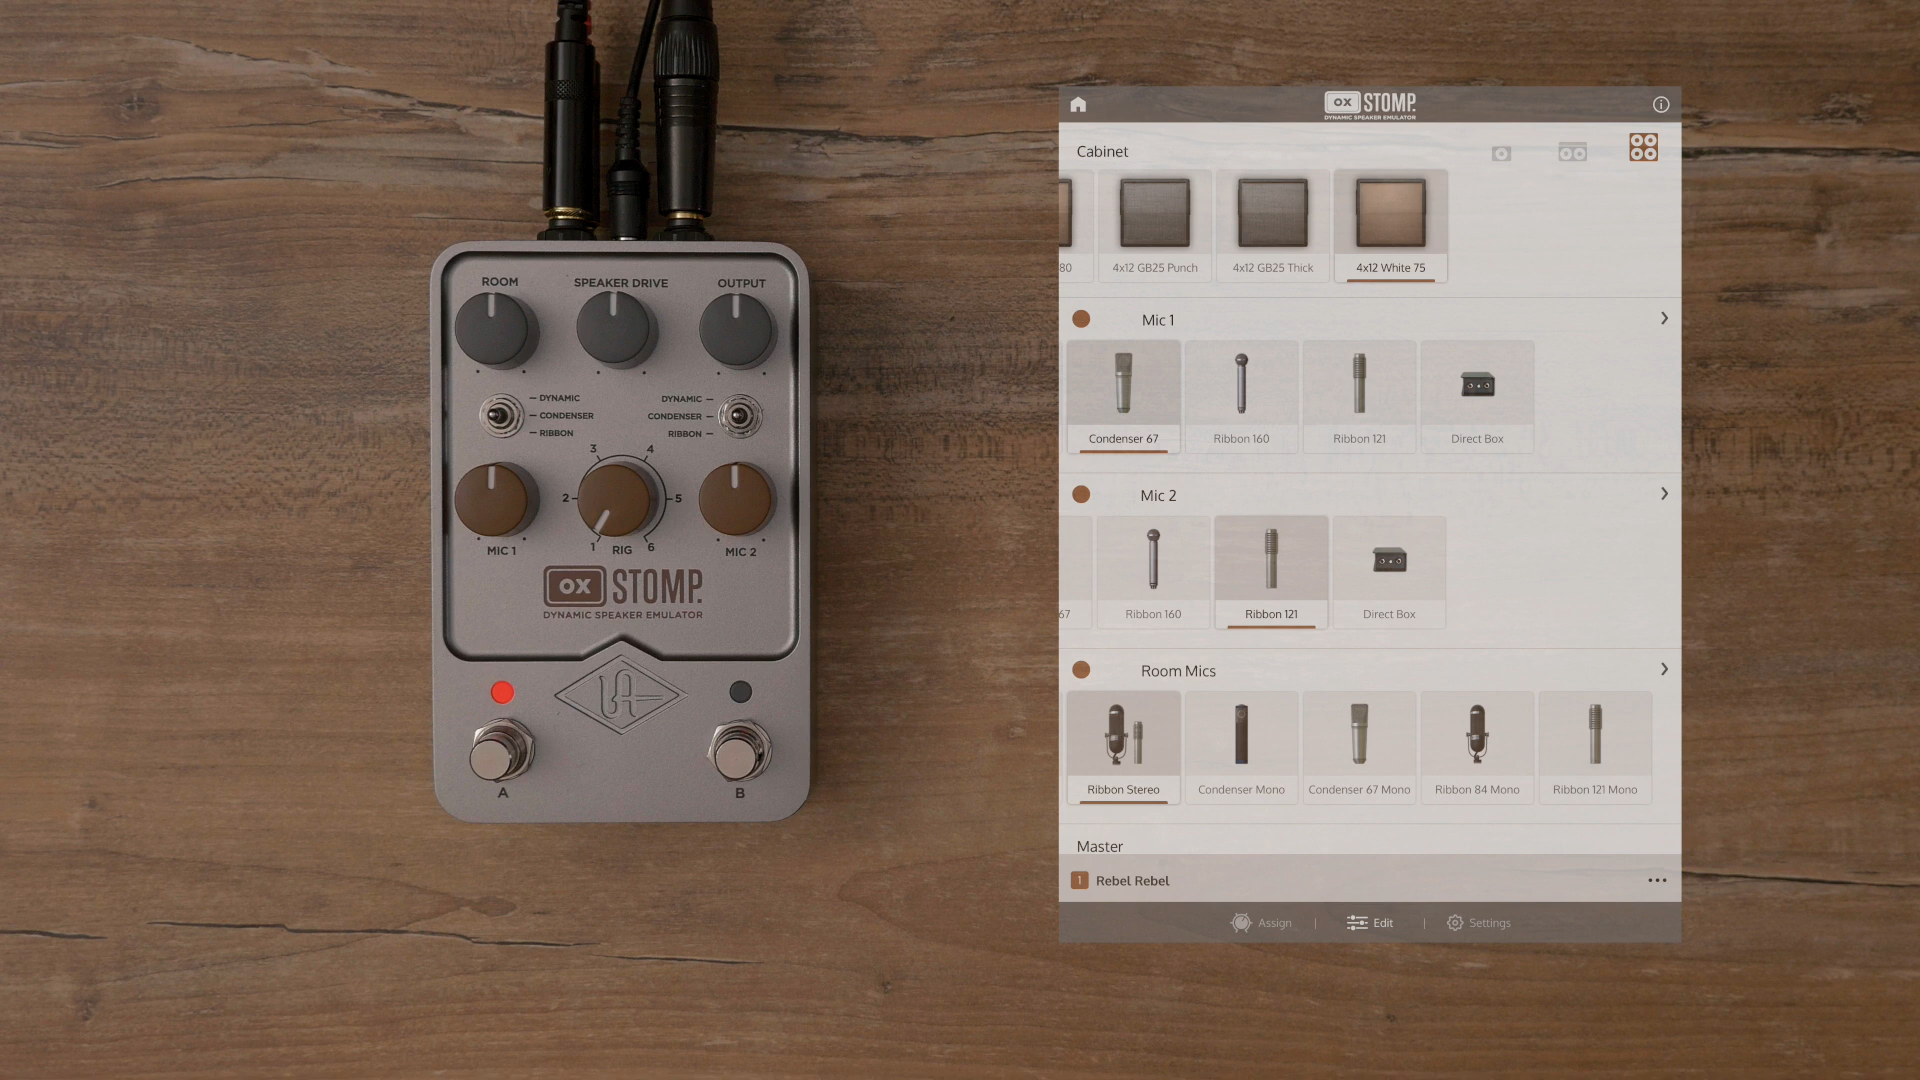 ROOM
SPEAKER DRIVE
OUTPUT
DYNAMIC
CONDENSER
RIBBON
DYNAMIC
CONDENSER
RIBBON
1 2 3 4 5 6
MIC 1
RIG
MIC 2
OX STOMP.
DYNAMIC SPEAKER EMULATOR
UA
A
B
OX STOMP.
DYNAMIC SPEAKER EMULATOR
Cabinet
80
4x12 GB25 Punch
4x12 GB25 Thick
4x12 White 75
Mic 1
Condenser 67
Ribbon 160
Ribbon 121
Direct Box
Mic 2
67
Ribbon 160
Ribbon 121
Direct Box
Room Mics
Ribbon Stereo
Condenser Mono
Condenser 67 Mono
Ribbon 84 Mono
Ribbon 121 Mono
Master
1 Rebel Rebel
Assign | Edit | Settings